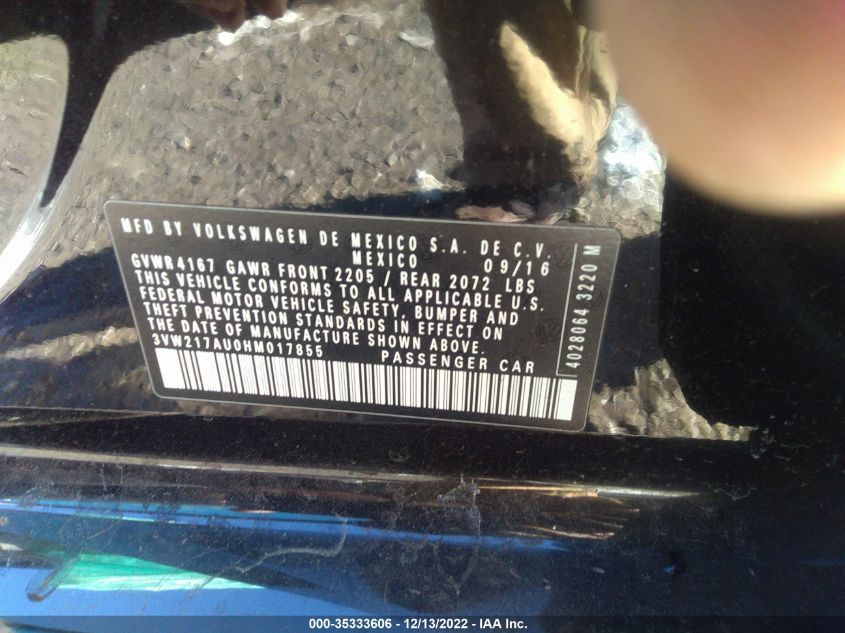 MFD BY VOLKSWAGEN DE MEXICO S.A. DE C.V.
MEXICO 09/16
GVWR 4167 GAWR FRONT 2205 / REAR 2072 LBS
THIS VEHICLE CONFORMS TO ALL APPLICABLE U.S.
FEDERAL MOTOR VEHICLE SAFETY, BUMPER AND
THEFT PREVENTION STANDARDS IN EFFECT ON
THE DATE OF MANUFACTURE SHOWN ABOVE.
3VW217AU0HM017855 PASSENGER CAR
4028064 3220 M
000-35333606 - 12/13/2022 - IAA Inc.